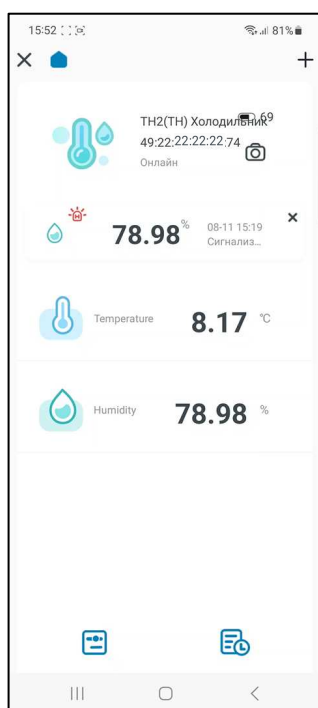 15:52 81%
TH2(TH) Холодильник 69
49:22:22:22:22:74
Онлайн
H
78.98 % 08-11 15:19
Сигнализ...
Temperature 8.17 °C
Humidity 78.98 %